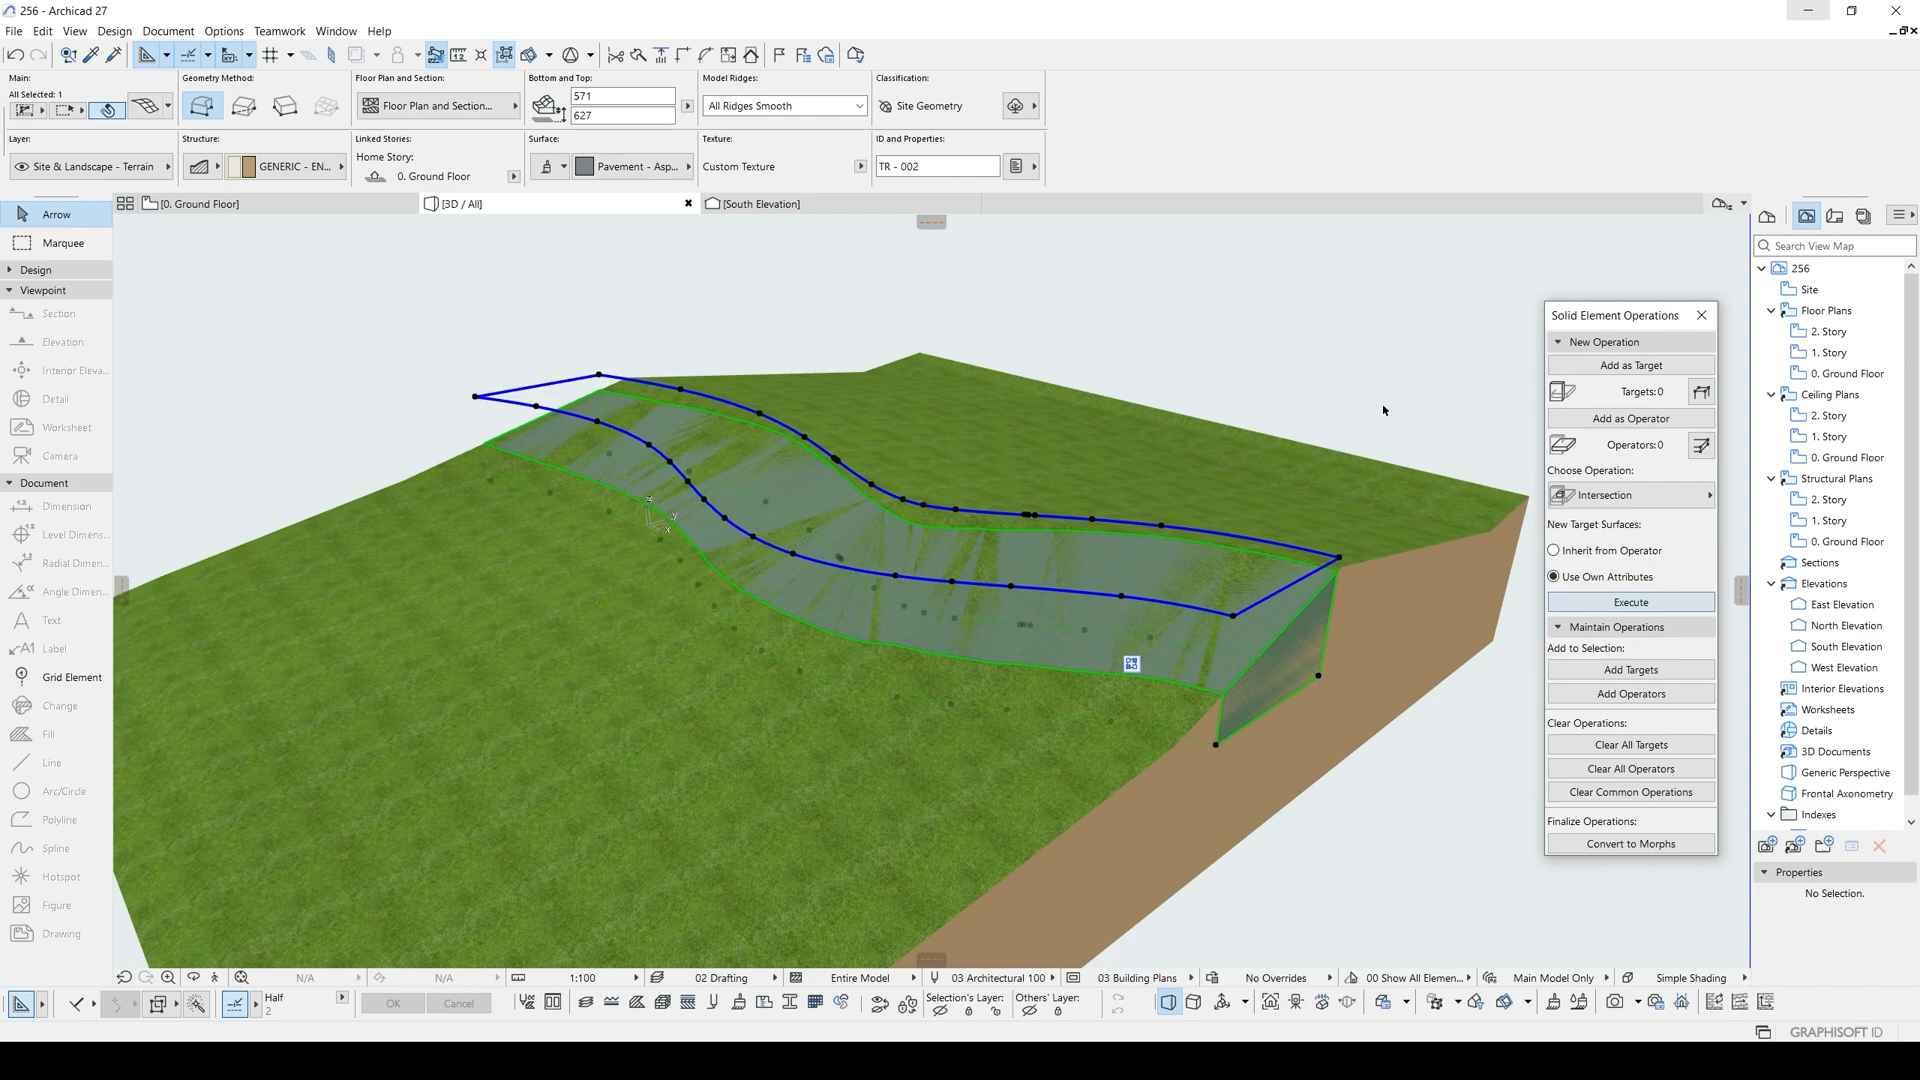 256 - Archicad 27
File Edit View Design Document Options Teamwork Window Help
Main: Geometry Method: Floor Plan and Section: Bottom and Top: Model Ridges: Classification:
All Selected: 1
Floor Plan and Section... 571 627 All Ridges Smooth Site Geometry
Layer: Structure: Linked Stories: Surface: Texture: ID and Properties:
Home Story:
Site & Landscape - Terrain GENERIC - EN... 0. Ground Floor Pavement - Asp... Custom Texture TR - 002
[0. Ground Floor] [3D / All] [South Elevation]
Arrow
Marquee
Design
Viewpoint
Section
Elevation
Interior Eleva...
Detail
Worksheet
Camera
Document
Dimension
Level Dimens...
Radial Dimen...
Angle Dimen...
Text
Label
Grid Element
Change
Fill
Line
Arc/Circle
Polyline
Spline
Hotspot
Figure
Drawing
z
y
x
Solid Element Operations
New Operation
Add as Target
Targets: 0
Add as Operator
Operators: 0
Choose Operation:
Intersection
New Target Surfaces:
Inherit from Operator
Use Own Attributes
Execute
Maintain Operations
Add to Selection:
Add Targets
Add Operators
Clear Operations:
Clear All Targets
Clear All Operators
Clear Common Operations
Finalize Operations:
Convert to Morphs
Search View Map
256
Site
Floor Plans
2. Story
1. Story
0. Ground Floor
Ceiling Plans
2. Story
1. Story
0. Ground Floor
Structural Plans
2. Story
1. Story
0. Ground Floor
Sections
Elevations
East Elevation
North Elevation
South Elevation
West Elevation
Interior Elevations
Worksheets
Details
3D Documents
Generic Perspective
Frontal Axonometry
Indexes
Properties
No Selection.
N/A N/A 1:100 02 Drafting Entire Model 03 Architectural 100 03 Building Plans No Overrides 00 Show All Elemen... Main Model Only Simple Shading
Half
2
OK Cancel Selection's Layer: Others' Layer:
GRAPHISOFT ID